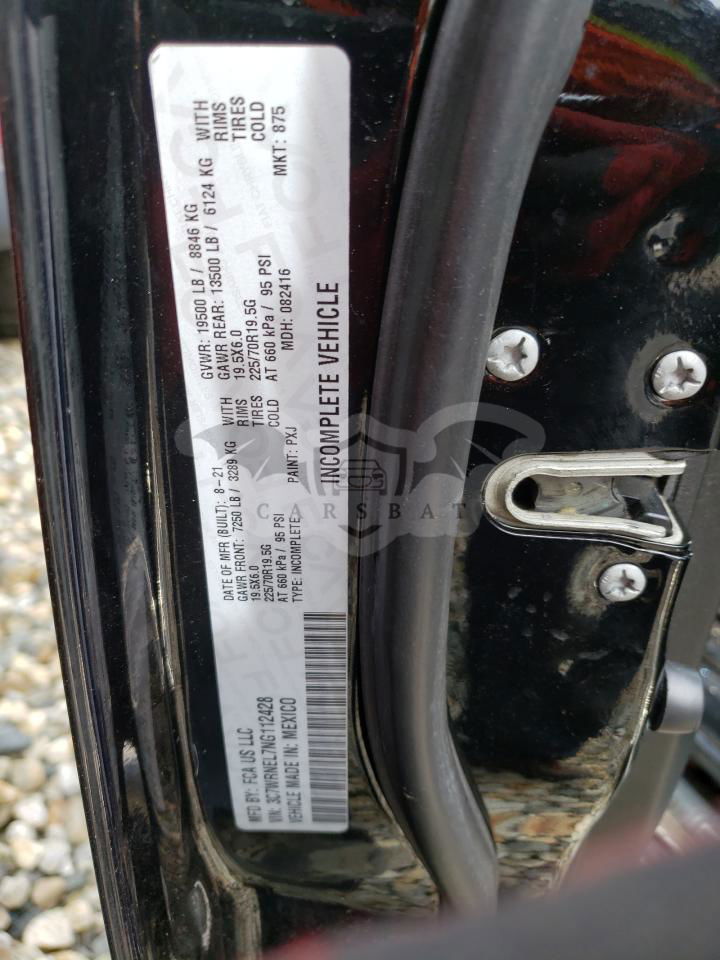 MFD BY: FCA US LLC
DATE OF MFR (BUILT): 8-21
GVWR: 19500 LB / 8846 KG
VIN: 3C7WRNEL7NG112428
GAWR FRONT: 7250 LB / 3289 KG WITH
GAWR REAR: 13500 LB / 6124 KG WITH
VEHICLE MADE IN: MEXICO
19.5X6.0 RIMS
19.5X6.0 RIMS
225/70R19.5G TIRES
225/70R19.5G TIRES
AT 660 kPa / 95 PSI COLD
AT 660 kPa / 95 PSI COLD
TYPE: INCOMPLETE
PAINT: PXJ
MDH: 082416
MKT: 875
INCOMPLETE VEHICLE
CARSBAT